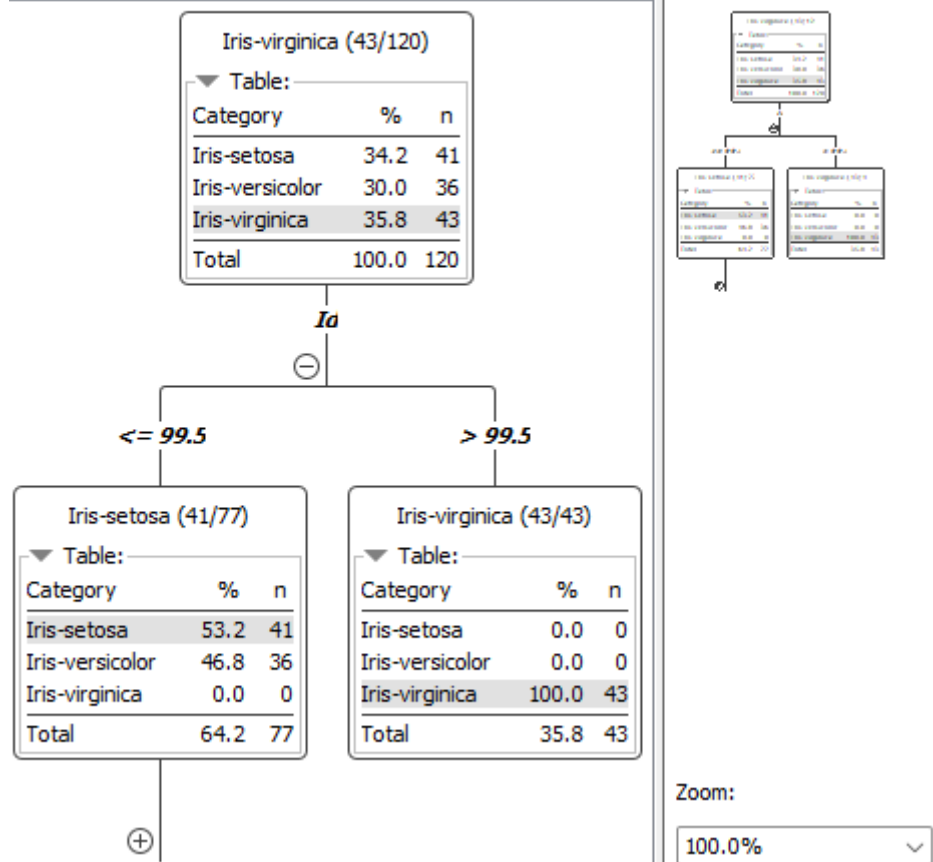 Iris-virginica (43/120)
Table:
Category % n
Iris-setosa 34.2 41
Iris-versicolor 30.0 36
Iris-virginica 35.8 43
Total 100.0 120
Id
<= 99.5
> 99.5
Iris-setosa (41/77)
Table:
Category % n
Iris-setosa 53.2 41
Iris-versicolor 46.8 36
Iris-virginica 0.0 0
Total 64.2 77
Iris-virginica (43/43)
Table:
Category % n
Iris-setosa 0.0 0
Iris-versicolor 0.0 0
Iris-virginica 100.0 43
Total 35.8 43
Zoom:
100.0%